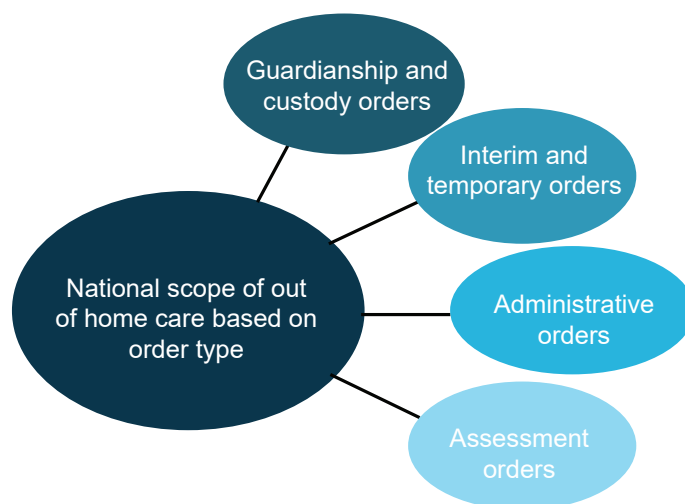 Guardianship and
custody orders
Interim and
temporary orders
National scope of out
of home care based on
order type
Administrative
orders
Assessment
orders